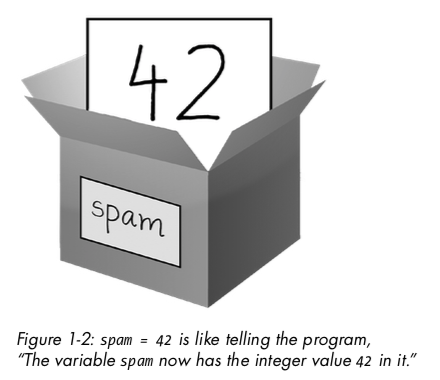 42
spam
Figure 1-2: spam = 42 is like telling the program,
“The variable spam now has the integer value 42 in it.”